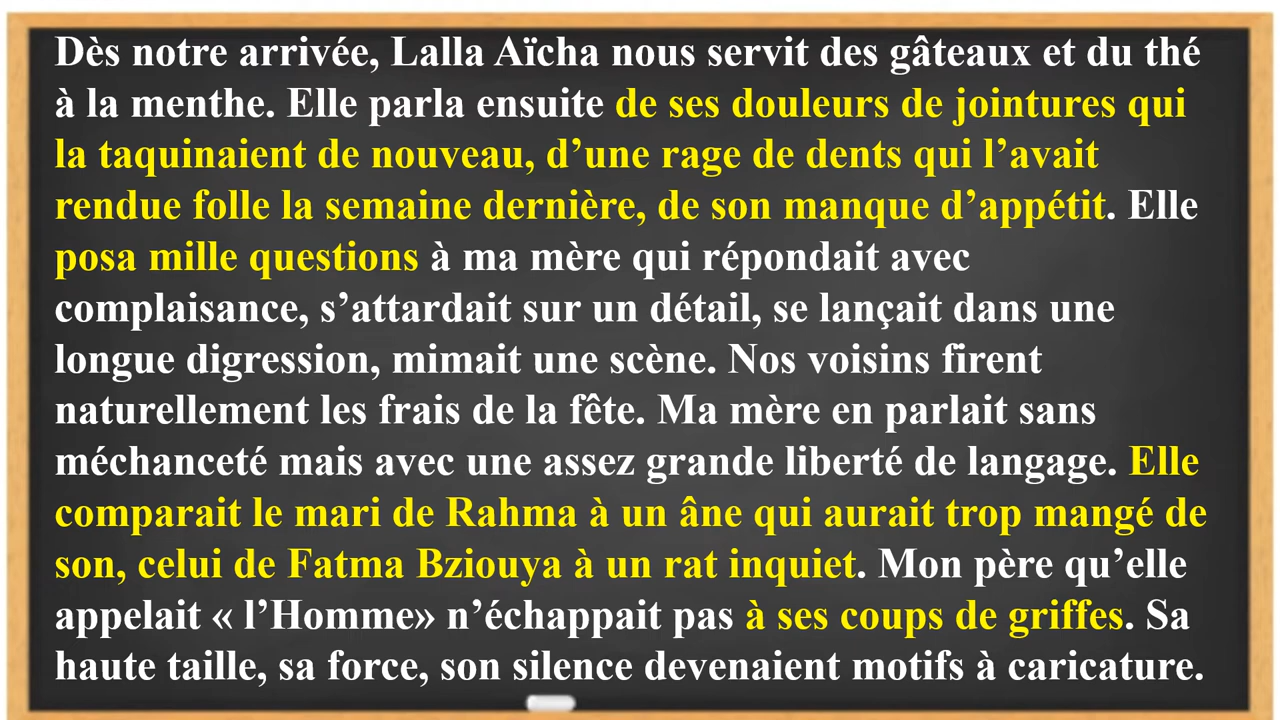 Dès notre arrivée, Lalla Aïcha nous servit des gâteaux et du thé
à la menthe. Elle parla ensuite de ses douleurs de jointures qui
la taquinaient de nouveau, d’une rage de dents qui l’avait
rendue folle la semaine dernière, de son manque d’appétit. Elle
posa mille questions à ma mère qui répondait avec
complaisance, s’attardait sur un détail, se lançait dans une
longue digression, mimait une scène. Nos voisins firent
naturellement les frais de la fête. Ma mère en parlait sans
méchanceté mais avec une assez grande liberté de langage. Elle
comparait le mari de Rahma à un âne qui aurait trop mangé de
son, celui de Fatma Bziouya à un rat inquiet. Mon père qu’elle
appelait « l’Homme» n’échappait pas à ses coups de griffes. Sa
haute taille, sa force, son silence devenaient motifs à caricature.